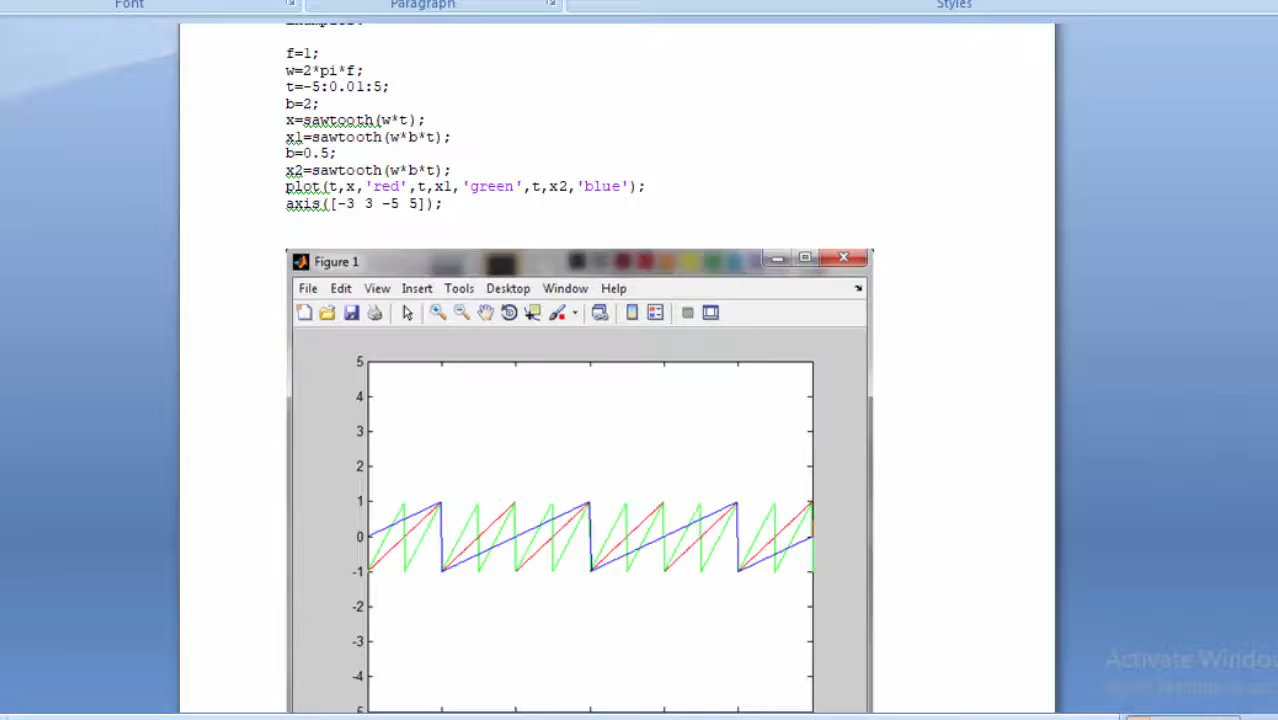 Font Paragraph Styles
f=1;
w=2*pi*f;
t=-5:0.01:5;
b=2;
x=sawtooth(w*t);
x1=sawtooth(w*b*t);
b=0.5;
x2=sawtooth(w*b*t);
plot(t,x,'red',t,x1,'green',t,x2,'blue');
axis([-3 3 -5 5]);
Figure 1
File Edit View Insert Tools Desktop Window Help
5
4
3
2
1
0
-1
-2
-3
-4
Activate Window